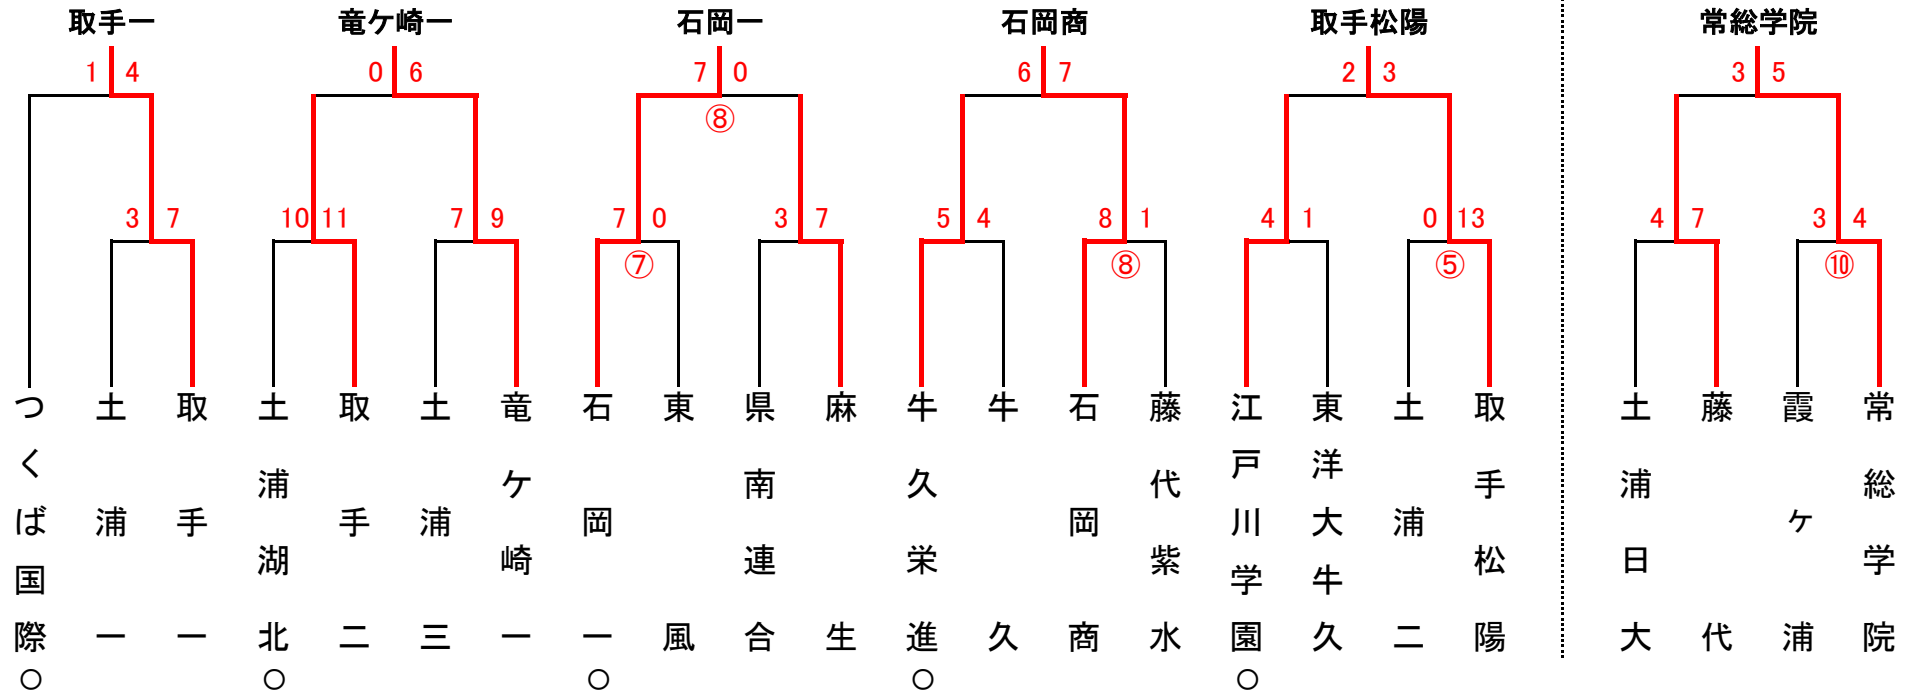 取手一 竜ケ崎一 石岡一 石岡商 取手松陽 常総学院
1 4 0 6 7 0 6 7 2 3 3 5
⑧
3 7 10 11 7 9 7 0 3 7 5 4 8 1 4 1 0 13 4 7 3 4
⑦ ⑧ ⑤ ⑩
つくば国際
土浦一
取手一
土浦湖北
取手二
土浦三
竜ケ崎一
石岡一
東風
県南連合
麻生
牛久栄進
牛久
石岡商
藤代紫水
江戸川学園
東洋大牛久
土浦二
取手松陽
土浦日大
藤代
霞ヶ浦
常総学院
○ ○ ○ ○ ○